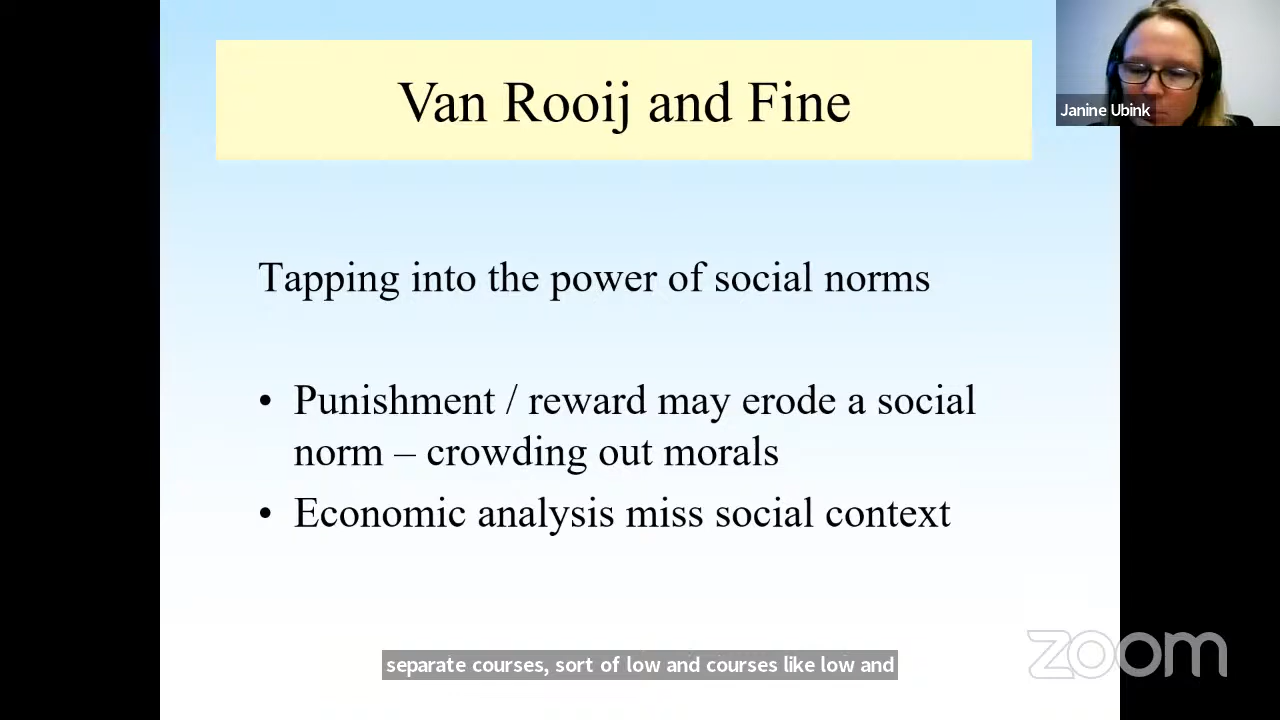 Van Rooij and Fine
Janine Ubink
Tapping into the power of social norms
• Punishment / reward may erode a social
norm – crowding out morals
• Economic analysis miss social context
separate courses, sort of low and courses like low and
zoom